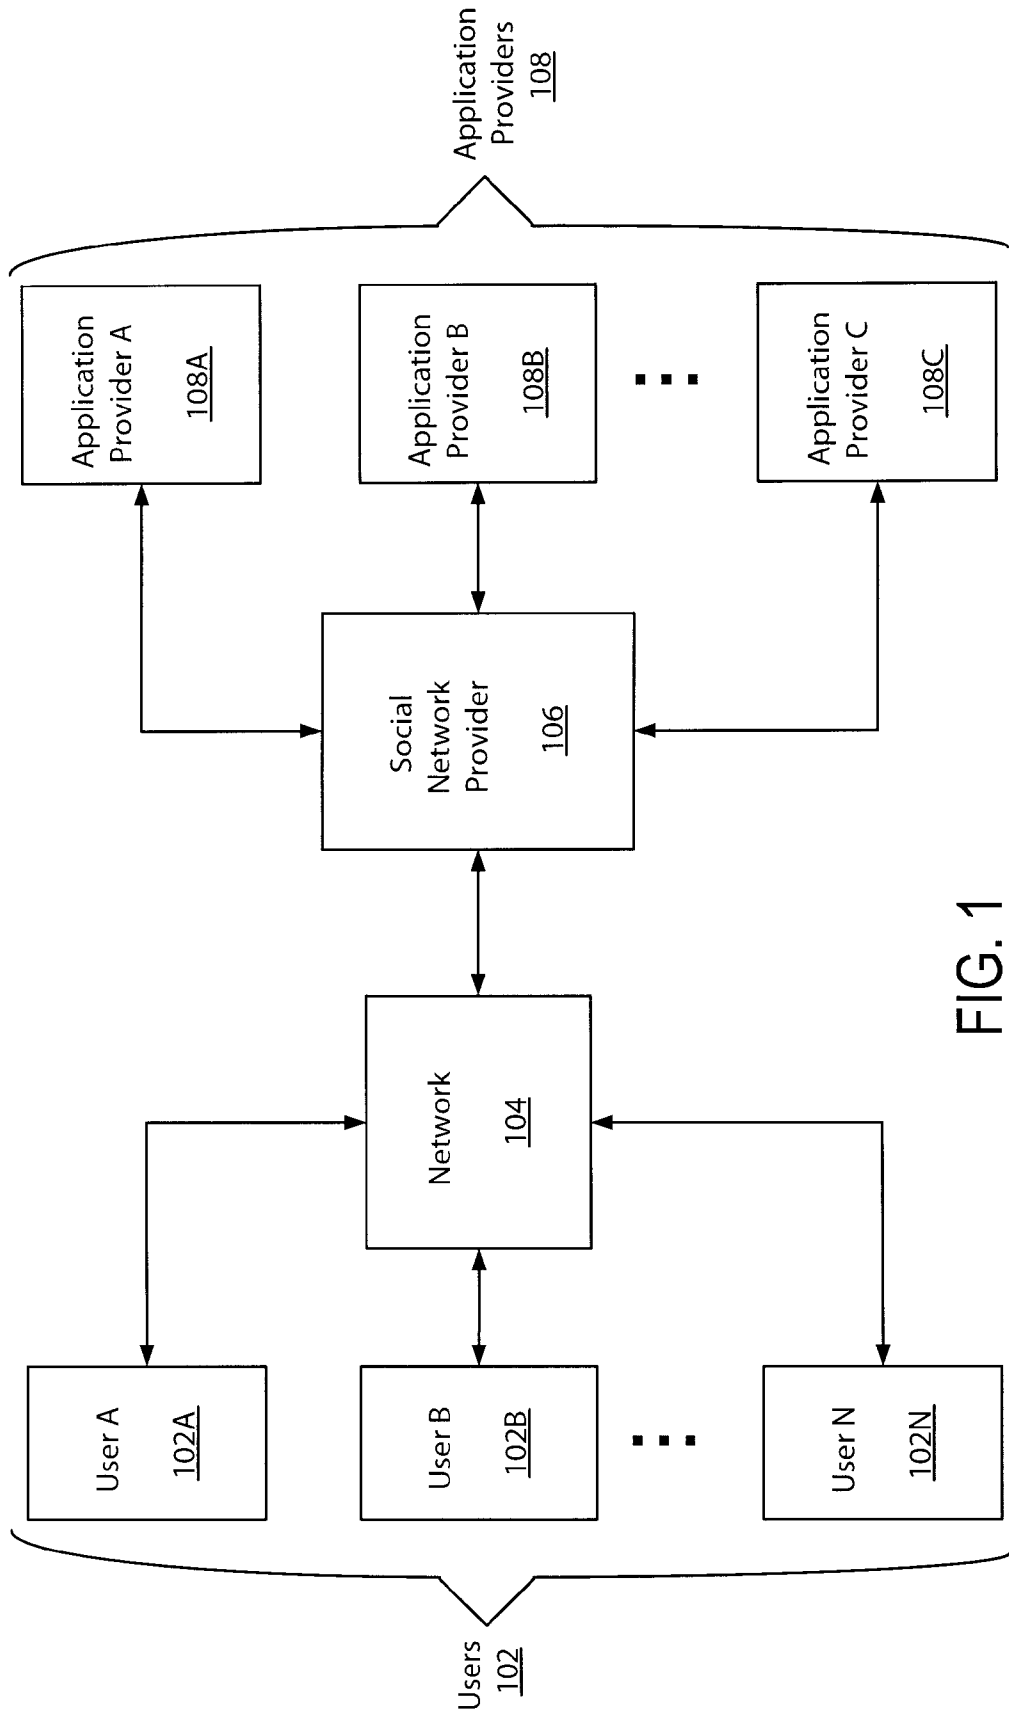 Users
102
User A
102A
User B
102B
User N
102N
Network
104
Social
Network
Provider
106
Application
Provider A
108A
Application
Provider B
108B
Application
Provider C
108C
Application
Providers
108
FIG. 1